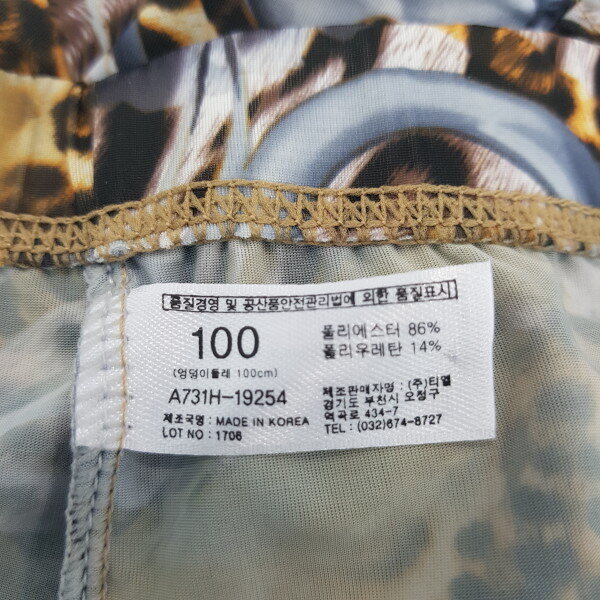 품질경영 및 공산품안전관리법에 의한 품질표시
100
(엉덩이둘레 100cm)
A731H-19254
제조국명: MADE IN KOREA
LOT NO : 1706
폴리에스터 86%
폴리우레탄 14%
제조판매자명 : (주)티엘
경기도 부천시 오정구
역곡로 434-7
TEL : (032)674-8727